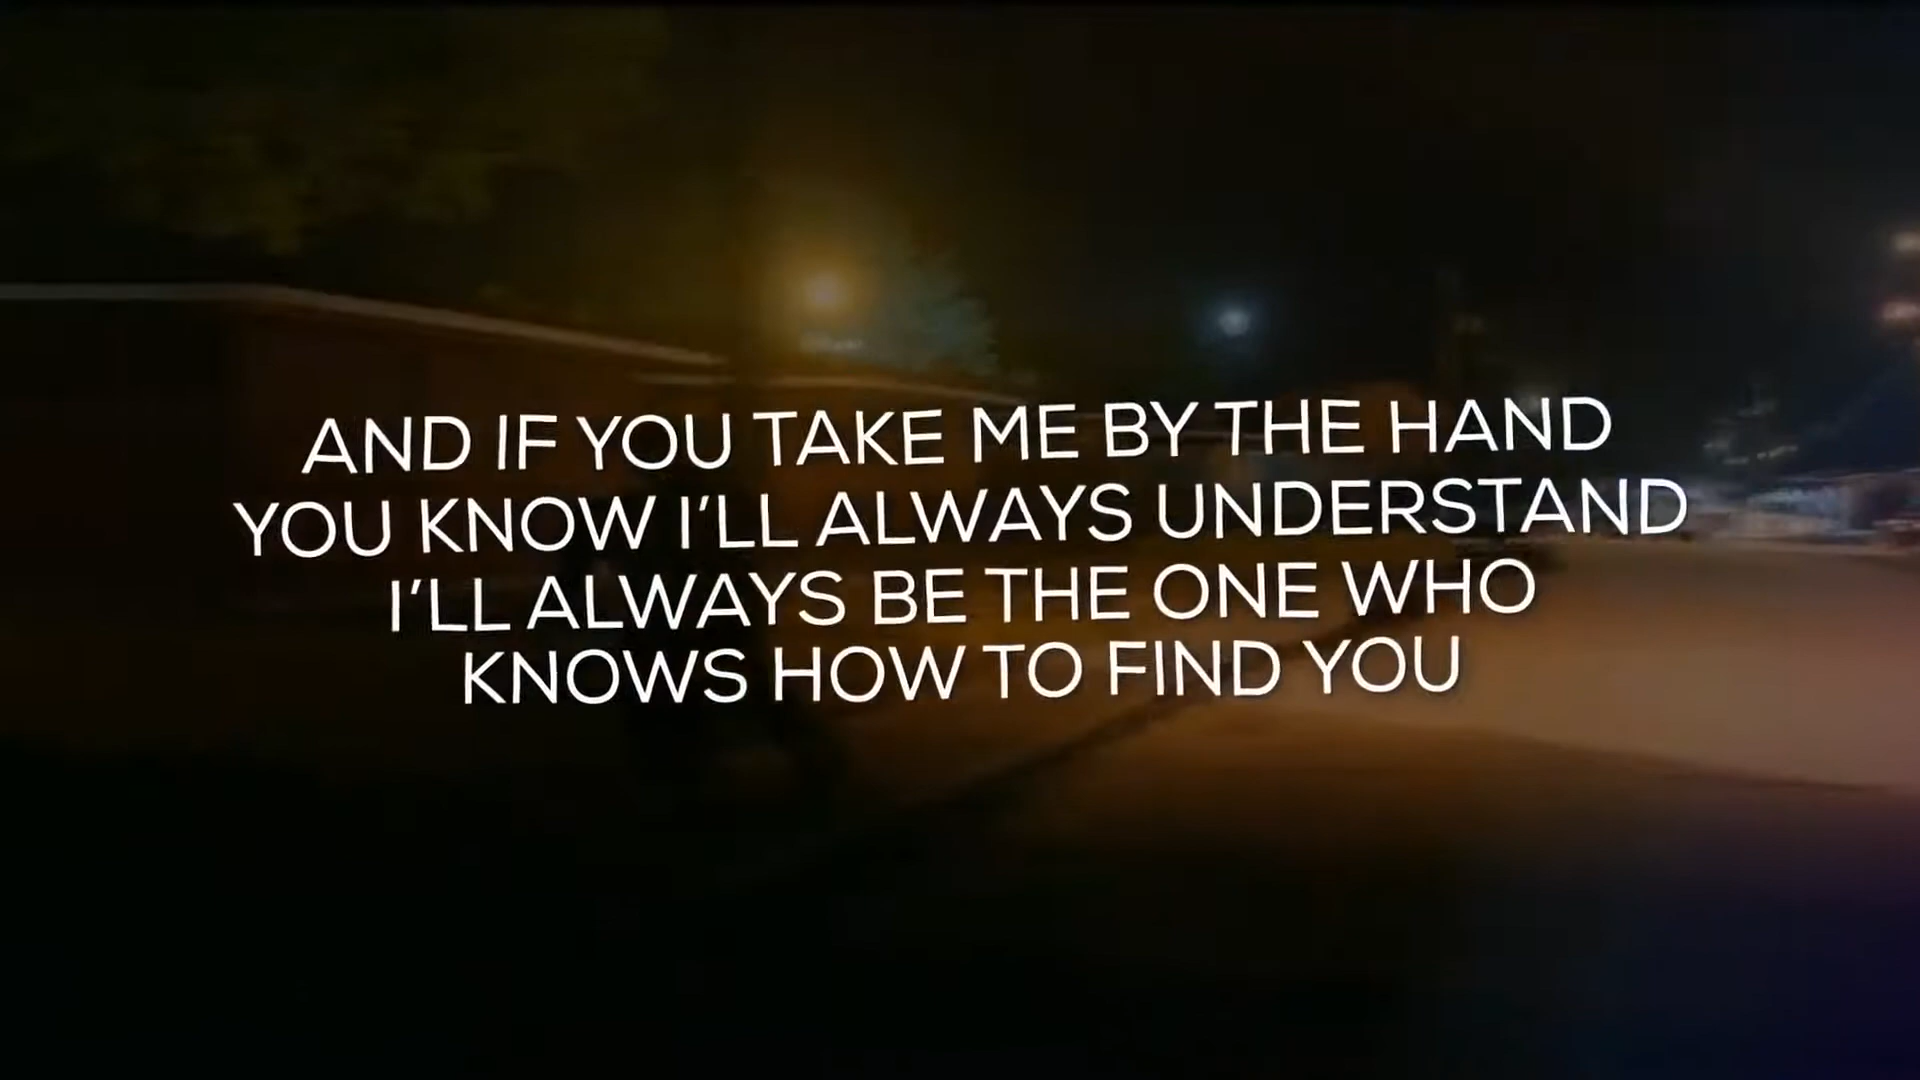 AND IF YOU TAKE ME BY THE HAND
YOU KNOW I'LL ALWAYS UNDERSTAND
I'LL ALWAYS BE THE ONE WHO
KNOWS HOW TO FIND YOU